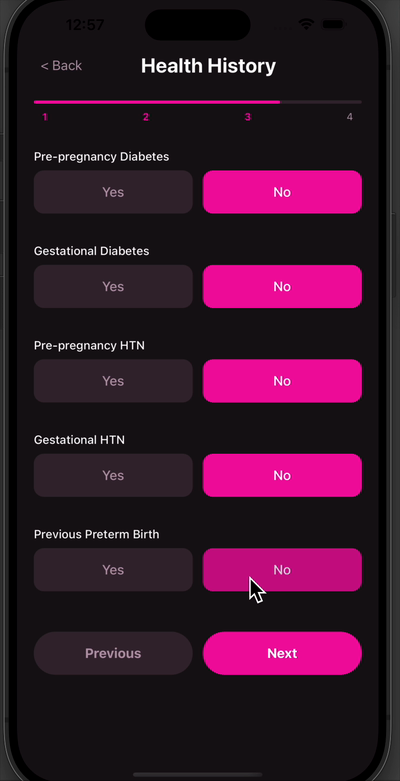 12:57
< Back
Health History
1 2 3 4
Pre-pregnancy Diabetes
Yes No
Gestational Diabetes
Yes No
Pre-pregnancy HTN
Yes No
Gestational HTN
Yes No
Previous Preterm Birth
Yes No
Previous Next